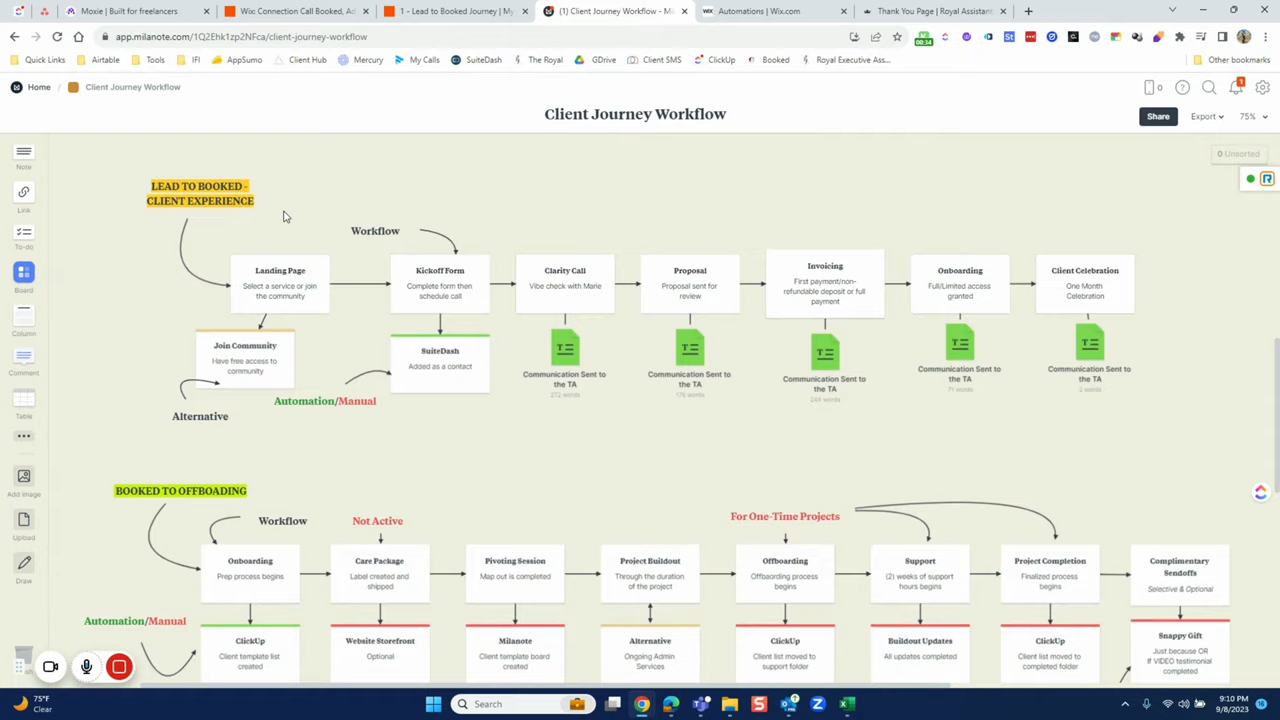 Moxie | Built for freelancers
Wix Connection Call Booked, Ad
1 - Lead to Booked Journey | My
(1) Client Journey Workflow - Mi
WIX
Automations | Wix.com
Thank You Page | Royal Assistant
app.milanote.com/1Q2Ehk1zp2NFca/client-journey-workflow
00:34
Quick Links
Airtable
Tools
IFI
AppSumo
Client Hub
Mercury
My Calls
SuiteDash
The Royal
GDrive
Client SMS
ClickUp
Booked
Royal Executive Ass...
Other bookmarks
Home / Client Journey Workflow
0
1
Client Journey Workflow
Share
Export
75%
0 Unsorted
Note
Link
To-do
Board
Column
Comment
Table
Add Image
Upload
Draw
LEAD TO BOOKED -
CLIENT EXPERIENCE
Workflow
Landing Page
Select a service or join
the community
Kickoff Form
Complete form then
schedule call
Clarity Call
Vibe check with Marie
Proposal
Proposal sent for
review
Invoicing
First payment/non-
refundable deposit or full
payment
Onboarding
Full/Limited access
granted
Client Celebration
One Month
Celebration
Join Community
Have free access to
community
SuiteDash
Added as a contact
Communication Sent to
the TA
272 words
Communication Sent to
the TA
176 words
Communication Sent to
the TA
244 words
Communication Sent to
the TA
71 words
Communication Sent to
the TA
2 words
Alternative
Automation/Manual
BOOKED TO OFFBOADING
Workflow
Not Active
For One-Time Projects
Onboarding
Prep process begins
Care Package
Label created and
shipped
Pivoting Session
Map out is completed
Project Buildout
Through the duration
of the project
Offboarding
Offbaording process
begins
Support
(2) weeks of support
hours begins
Project Completion
Finalized process
begins
Complimentary
Sendoffs
Selective & Optional
Automation/Manual
ClickUp
Client template list
created
Website Storefront
Optional
Milanote
Client template board
created
Alternative
Ongoing Admin
Services
ClickUp
Client list moved to
support folder
Buildout Updates
All updates completed
ClickUp
Client list moved to
completed folder
Snappy Gift
Just because OR
If VIDEO testimonial
completed
75°F
Clear
Search
9:10 PM
9/8/2023